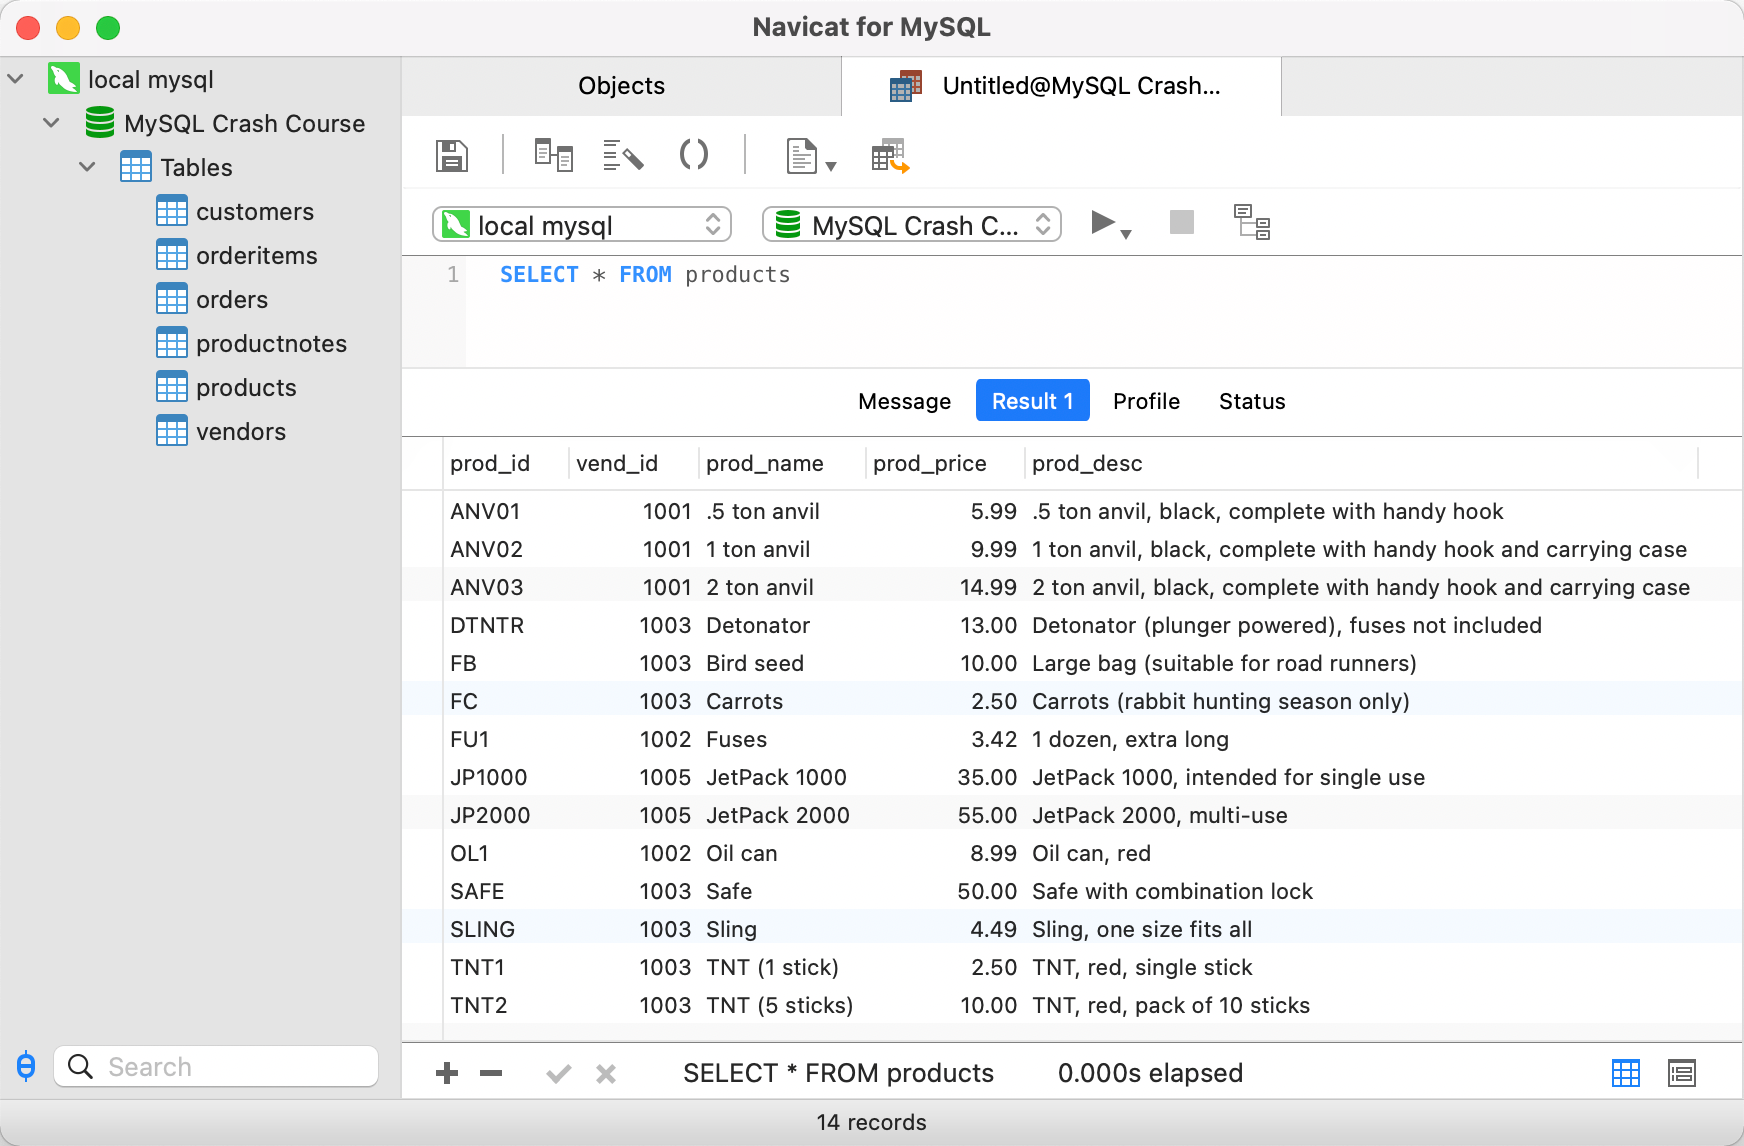 Navicat for MySQL
local mysql
MySQL Crash Course
Tables
customers
orderitems
orders
productnotes
products
vendors
Search
Objects
Untitled@MySQL Crash...
local mysql
MySQL Crash C...
1 SELECT * FROM products
Message Result 1 Profile Status
prod_id vend_id prod_name prod_price prod_desc
ANV01 1001 .5 ton anvil 5.99 .5 ton anvil, black, complete with handy hook
ANV02 1001 1 ton anvil 9.99 1 ton anvil, black, complete with handy hook and carrying case
ANV03 1001 2 ton anvil 14.99 2 ton anvil, black, complete with handy hook and carrying case
DTNTR 1003 Detonator 13.00 Detonator (plunger powered), fuses not included
FB 1003 Bird seed 10.00 Large bag (suitable for road runners)
FC 1003 Carrots 2.50 Carrots (rabbit hunting season only)
FU1 1002 Fuses 3.42 1 dozen, extra long
JP1000 1005 JetPack 1000 35.00 JetPack 1000, intended for single use
JP2000 1005 JetPack 2000 55.00 JetPack 2000, multi-use
OL1 1002 Oil can 8.99 Oil can, red
SAFE 1003 Safe 50.00 Safe with combination lock
SLING 1003 Sling 4.49 Sling, one size fits all
TNT1 1003 TNT (1 stick) 2.50 TNT, red, single stick
TNT2 1003 TNT (5 sticks) 10.00 TNT, red, pack of 10 sticks
SELECT * FROM products 0.000s elapsed
14 records